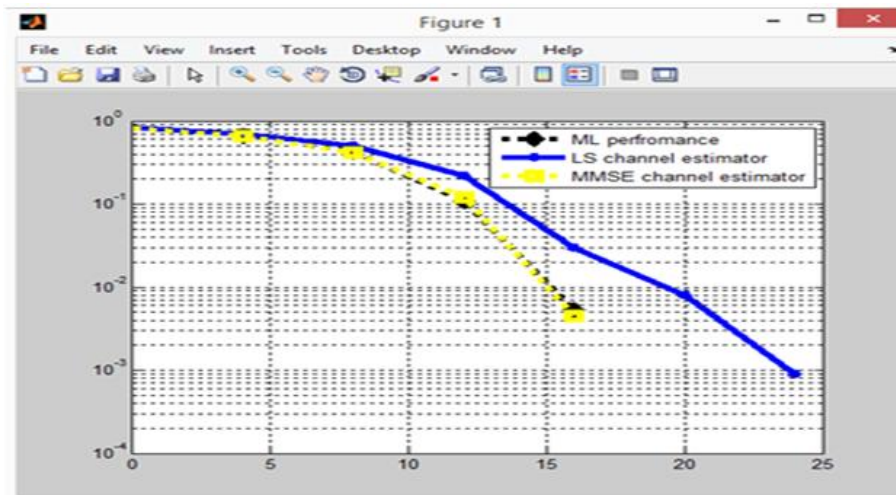 Figure 1
File Edit View Insert Tools Desktop Window Help
10^0
ML perfromance
LS channel estimator
MMSE channel estimator
10^-1
10^-2
10^-3
10^-4
0 5 10 15 20 25